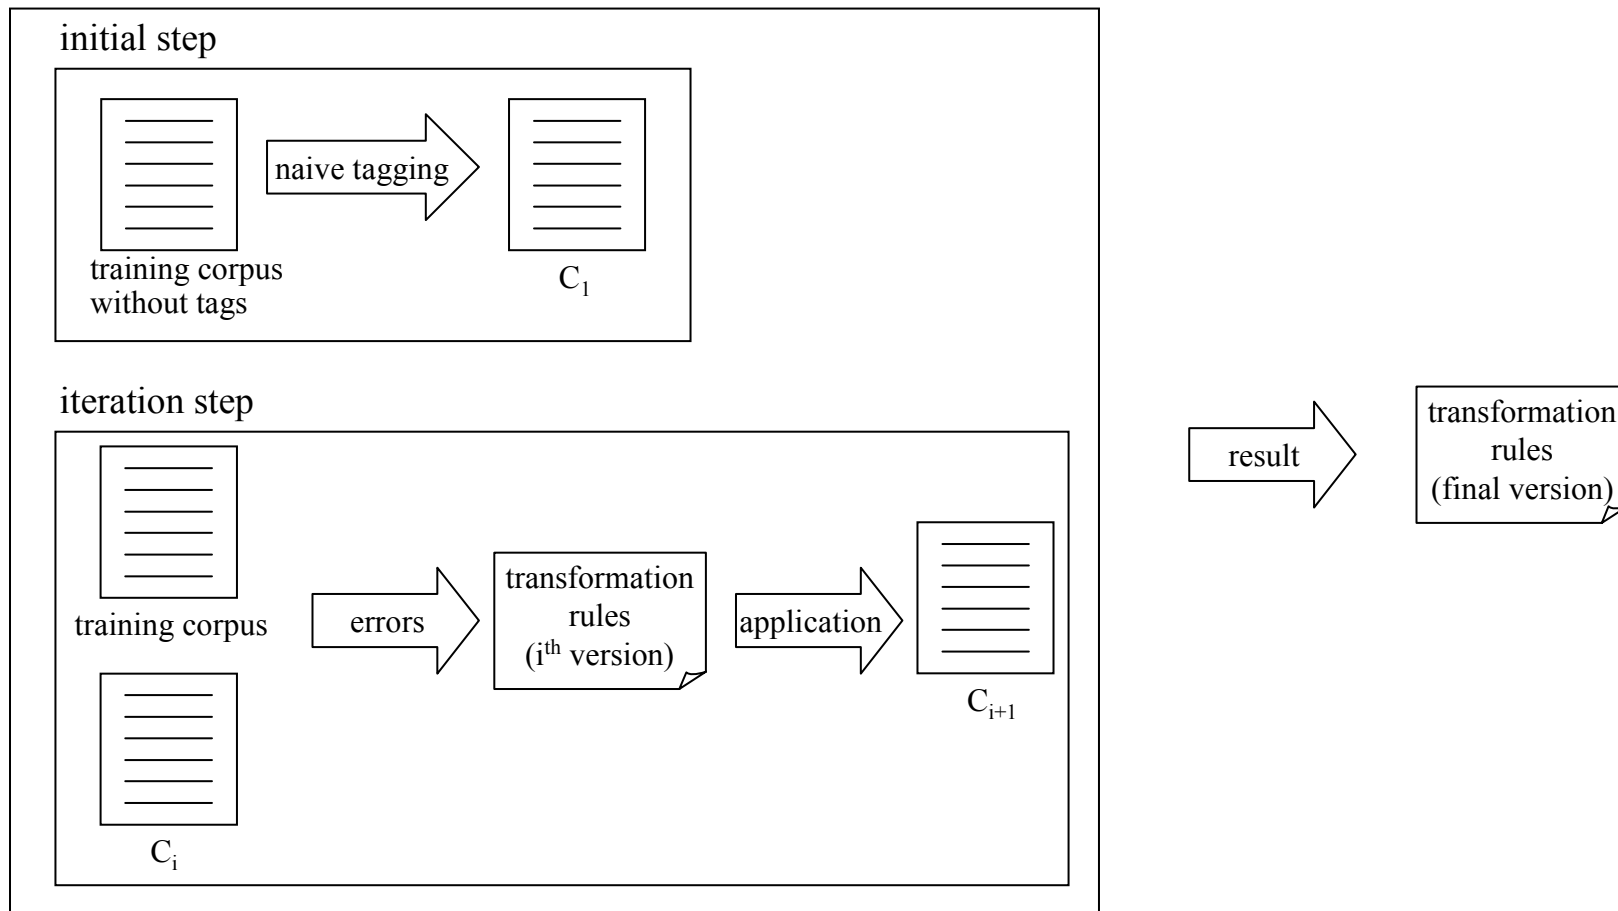 initial step
naive tagging
training corpus
without tags
C₁
iteration step
training corpus
Cᵢ
errors
transformation
rules
(iᵗʰ version)
application
Cᵢ₊₁
result
transformation
rules
(final version)